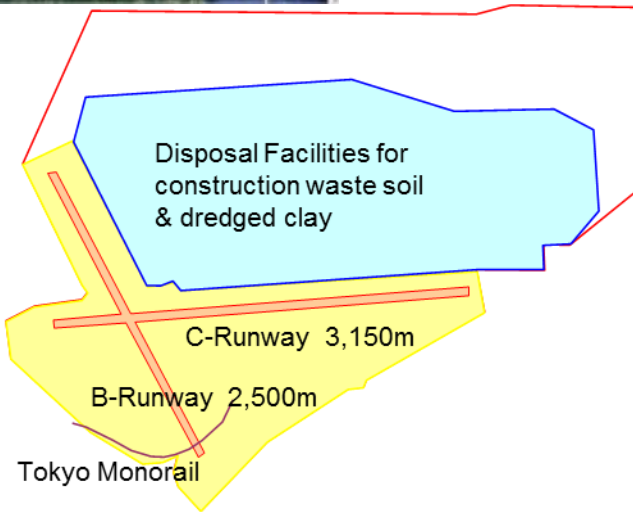 Disposal Facilities for
construction waste soil
& dredged clay
C-Runway 3,150m
B-Runway 2,500m
Tokyo Monorail